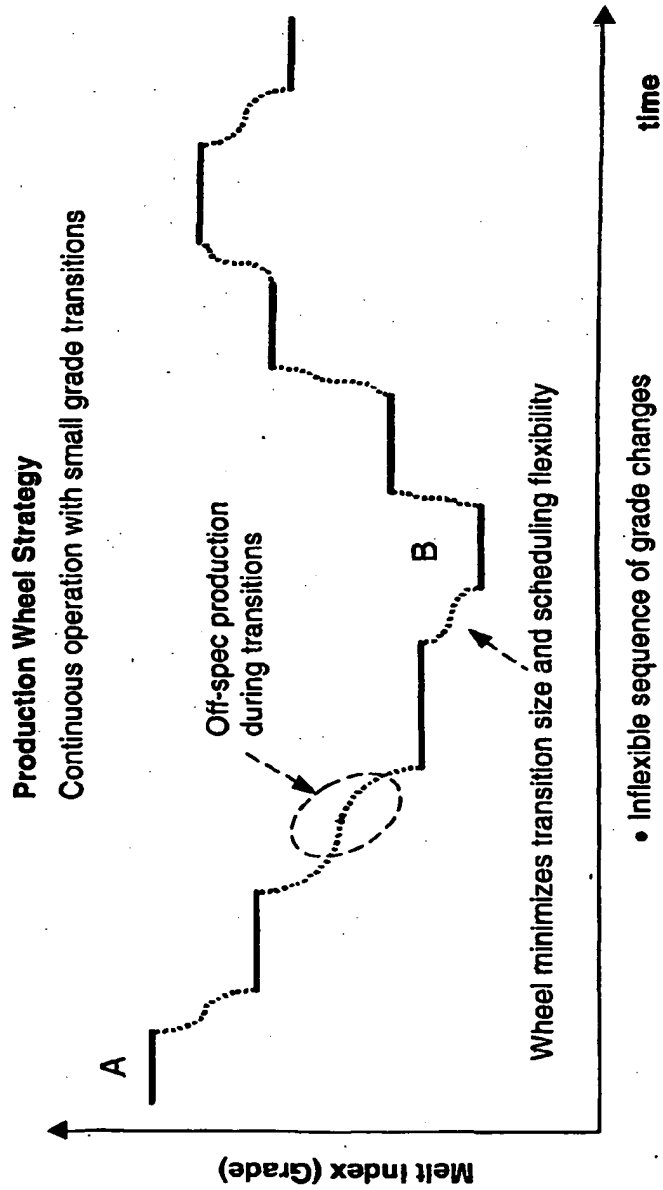 Production Wheel Strategy
Continuous operation with small grade transitions
A
Off-spec production
during transitions
B
Wheel minimizes transition size and scheduling flexibility
Melt Index (Grade)
time
• Inflexible sequence of grade changes